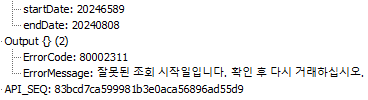 startDate: 20246589
endDate: 20240808
Output {} (2)
ErrorCode: 80002311
ErrorMessage: 잘못된 조회 시작일입니다. 확인 후 다시 거래하십시오.
API_SEQ: 83bcd7ca599981b3e0aca56896ad55d9